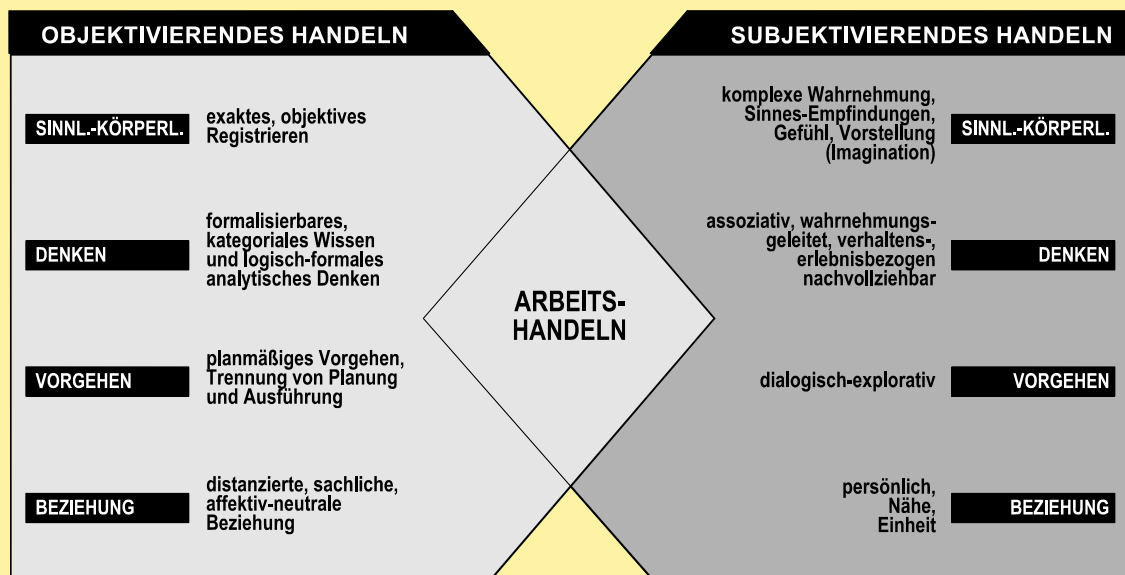 OBJEKTIVIERENDES HANDELN
SINNL.-KÖRPERL.
exaktes, objektives
Registrieren
DENKEN
formalisierbares,
kategoriales Wissen
und logisch-formales
analytisches Denken
VORGEHEN
planmäßiges Vorgehen,
Trennung von Planung
und Ausführung
BEZIEHUNG
distanzierte, sachliche,
affektiv-neutrale
Beziehung
ARBEITS-
HANDELN
SUBJEKTIVIERENDES HANDELN
komplexe Wahrnehmung,
Sinnes-Empfindungen,
Gefühl, Vorstellung
(Imagination)
SINNL.-KÖRPERL.
assoziativ, wahrnehmungs-
geleitet, verhaltens-,
erlebnisbezogen
nachvollziehbar
DENKEN
dialogisch-explorativ
VORGEHEN
persönlich,
Nähe,
Einheit
BEZIEHUNG